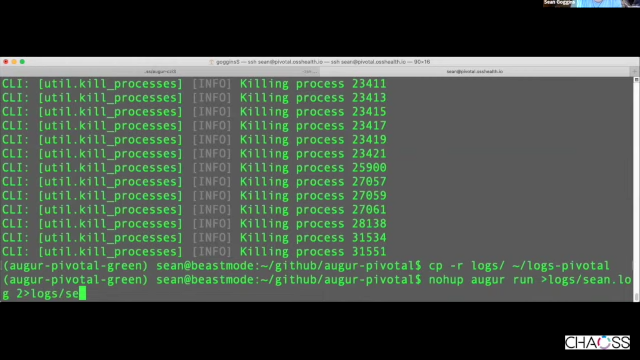 Sean Goggins
goggins5 — ssh sean@pivotal.osshealth.io — ssh sean@pivotal.osshealth.io — 90×16
sean@pivotal.osshealth.io
CLI: [util.kill_processes] [INFO] Killing process 23411
CLI: [util.kill_processes] [INFO] Killing process 23413
CLI: [util.kill_processes] [INFO] Killing process 23415
CLI: [util.kill_processes] [INFO] Killing process 23417
CLI: [util.kill_processes] [INFO] Killing process 23419
CLI: [util.kill_processes] [INFO] Killing process 23421
CLI: [util.kill_processes] [INFO] Killing process 25900
CLI: [util.kill_processes] [INFO] Killing process 27057
CLI: [util.kill_processes] [INFO] Killing process 27059
CLI: [util.kill_processes] [INFO] Killing process 27061
CLI: [util.kill_processes] [INFO] Killing process 28138
CLI: [util.kill_processes] [INFO] Killing process 31534
CLI: [util.kill_processes] [INFO] Killing process 31551
(augur-pivotal-green) sean@beastmode:~/github/augur-pivotal$ cp -r logs/ ~/logs-pivotal
(augur-pivotal-green) sean@beastmode:~/github/augur-pivotal$ nohup augur run >logs/sean.lo
g 2>logs/se
CHAOSS